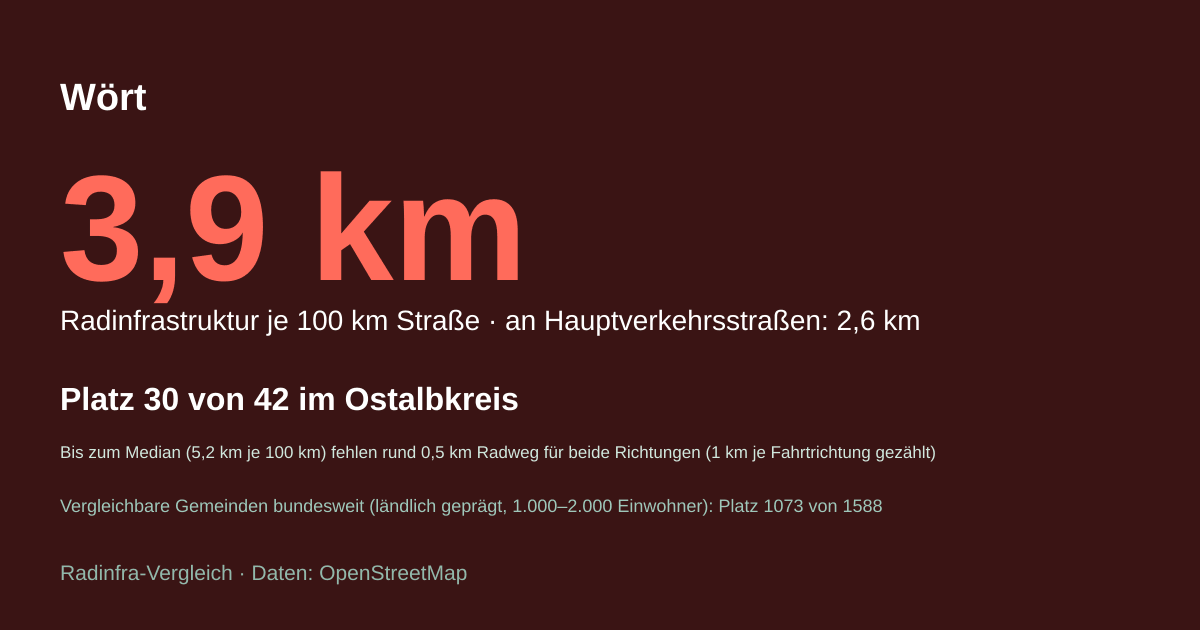 Wört
3,9 km
Radinfrastruktur je 100 km Straße · an Hauptverkehrsstraßen: 2,6 km
Platz 30 von 42 im Ostalbkreis
Bis zum Median (5,2 km je 100 km) fehlen rund 0,5 km Radweg für beide Richtungen (1 km je Fahrtrichtung gezählt)
Vergleichbare Gemeinden bundesweit (ländlich geprägt, 1.000–2.000 Einwohner): Platz 1073 von 1588
Radinfra-Vergleich · Daten: OpenStreetMap